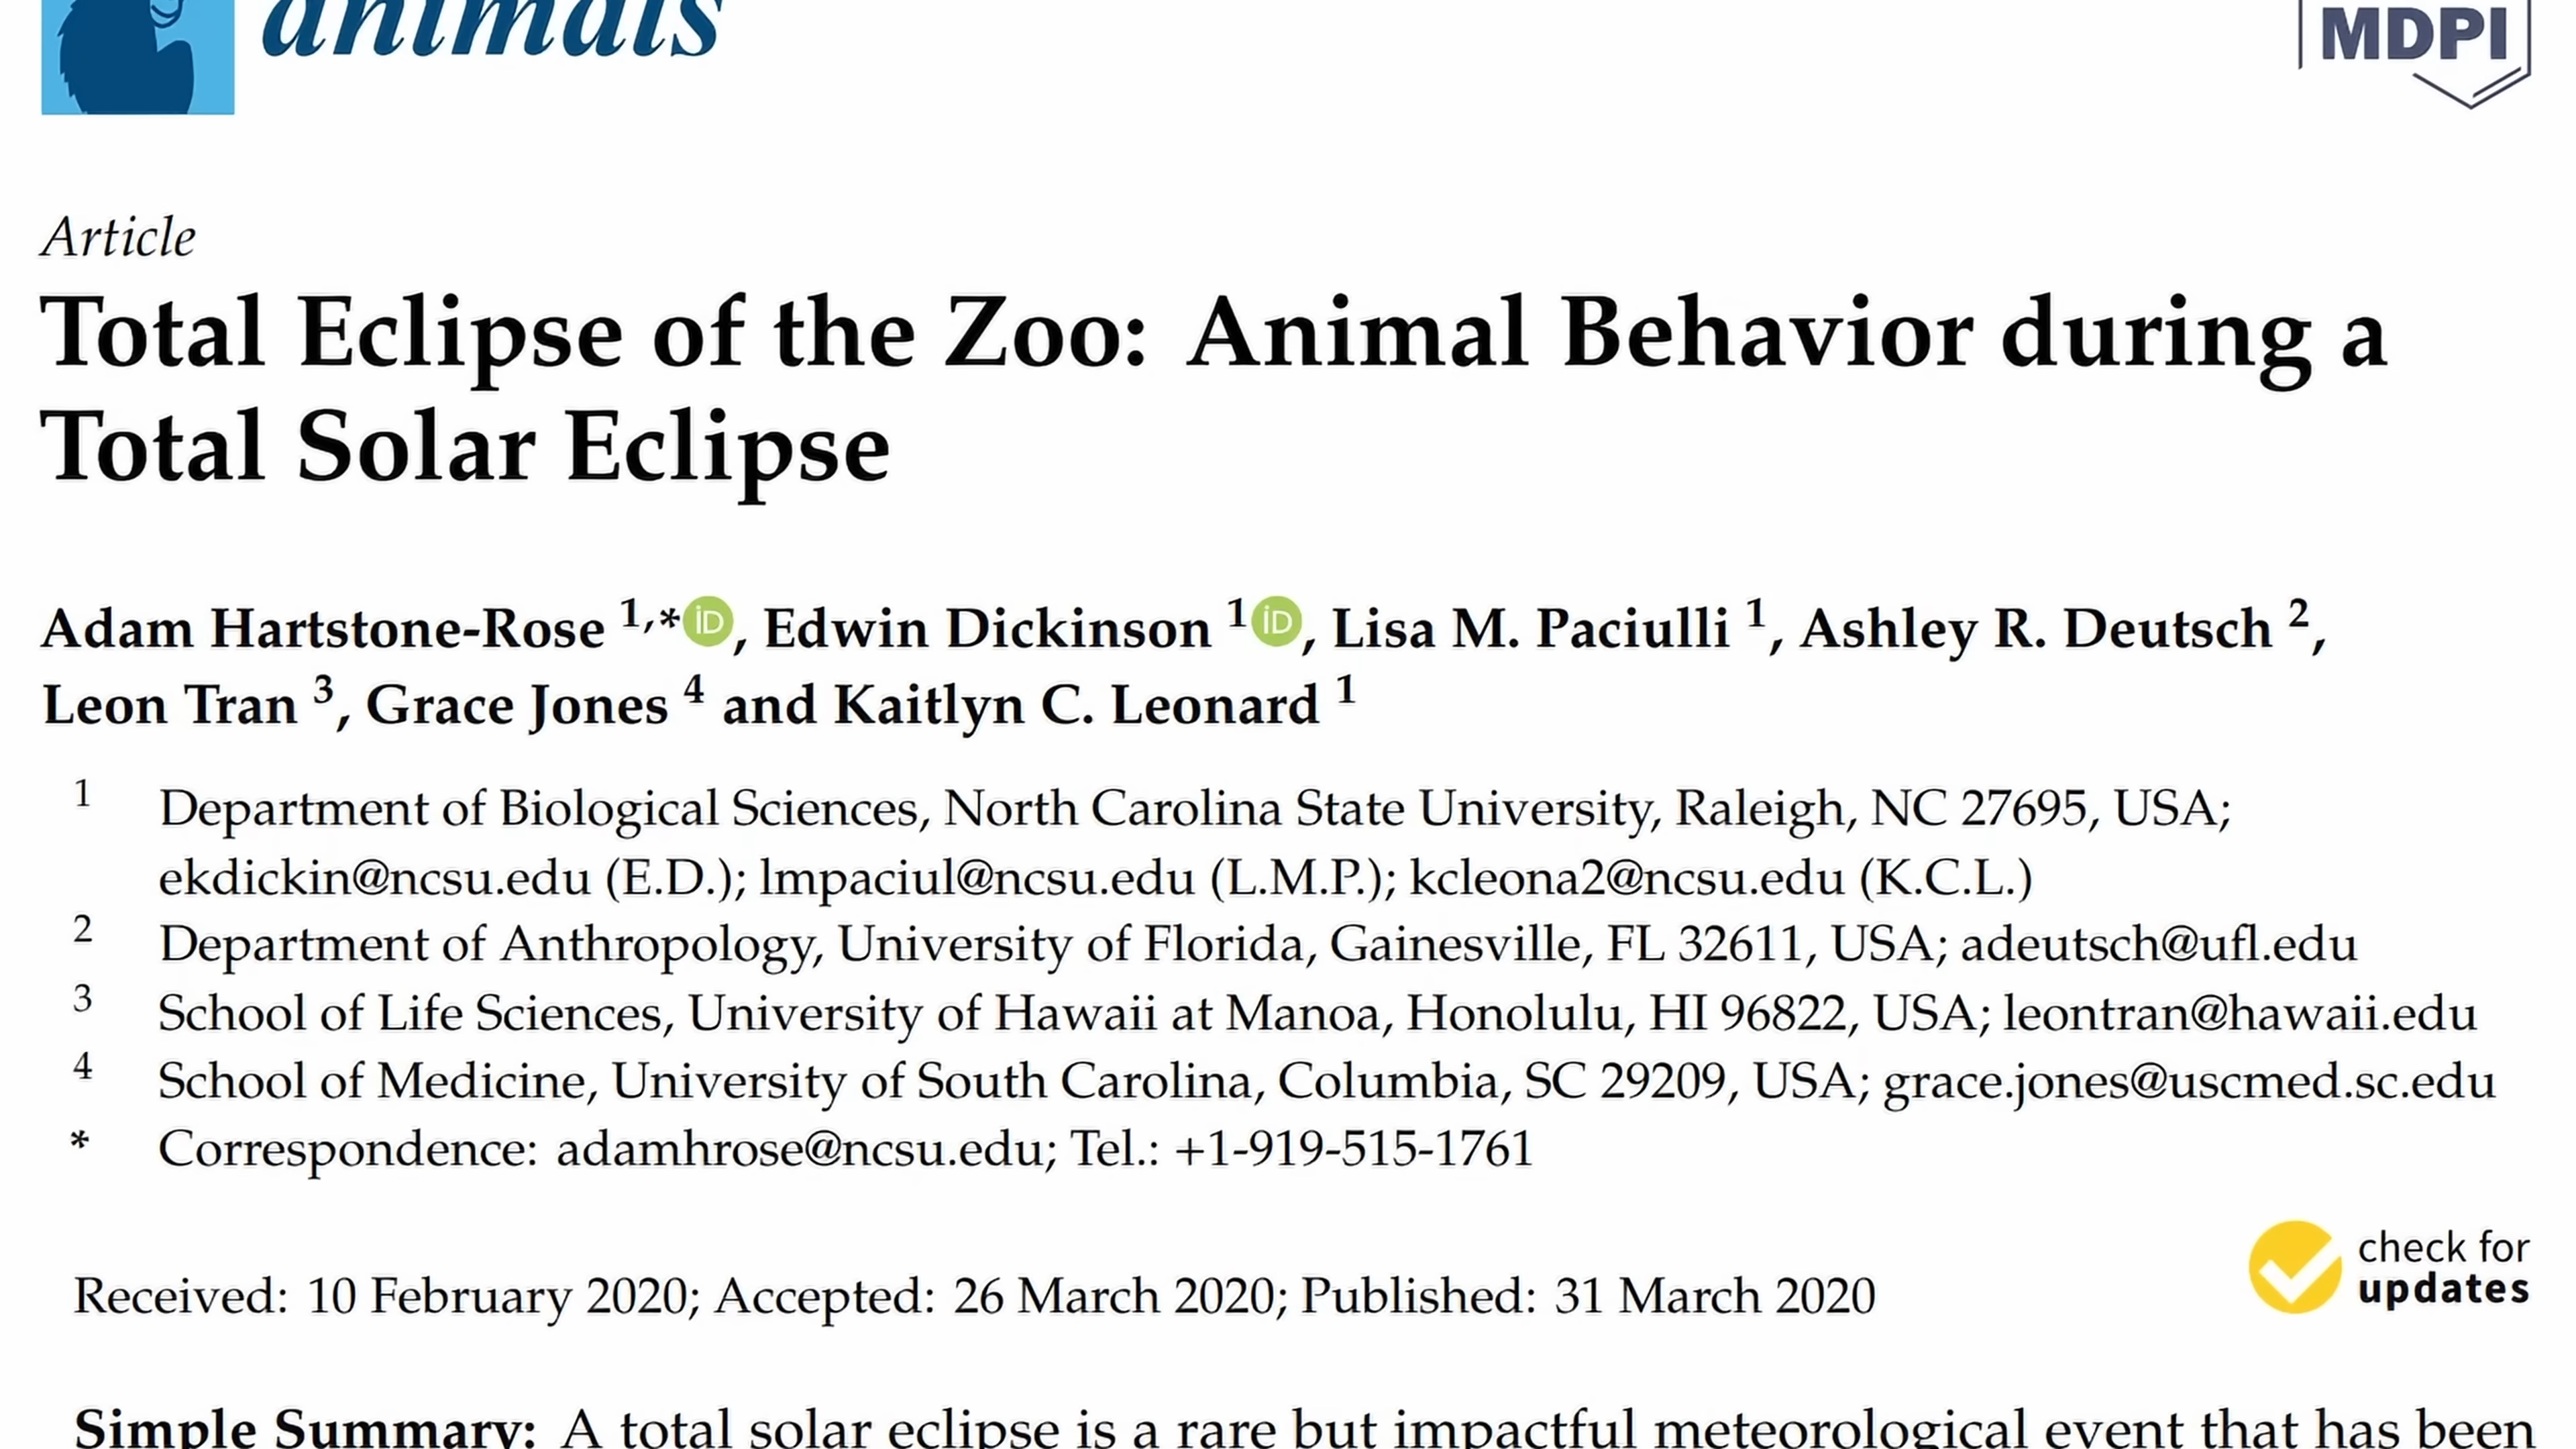 animals
MDPI
Article
Total Eclipse of the Zoo: Animal Behavior during a
Total Solar Eclipse
Adam Hartstone-Rose 1,* iD, Edwin Dickinson 1 iD, Lisa M. Paciulli 1, Ashley R. Deutsch 2,
Leon Tran 3, Grace Jones 4 and Kaitlyn C. Leonard 1
1 Department of Biological Sciences, North Carolina State University, Raleigh, NC 27695, USA;
ekdickin@ncsu.edu (E.D.); lmpaciul@ncsu.edu (L.M.P.); kcleona2@ncsu.edu (K.C.L.)
2 Department of Anthropology, University of Florida, Gainesville, FL 32611, USA; adeutsch@ufl.edu
3 School of Life Sciences, University of Hawaii at Manoa, Honolulu, HI 96822, USA; leontran@hawaii.edu
4 School of Medicine, University of South Carolina, Columbia, SC 29209, USA; grace.jones@uscmed.sc.edu
* Correspondence: adamhrose@ncsu.edu; Tel.: +1-919-515-1761
check for
updates
Received: 10 February 2020; Accepted: 26 March 2020; Published: 31 March 2020
Simple Summary: A total solar eclipse is a rare but impactful meteorological event that has been